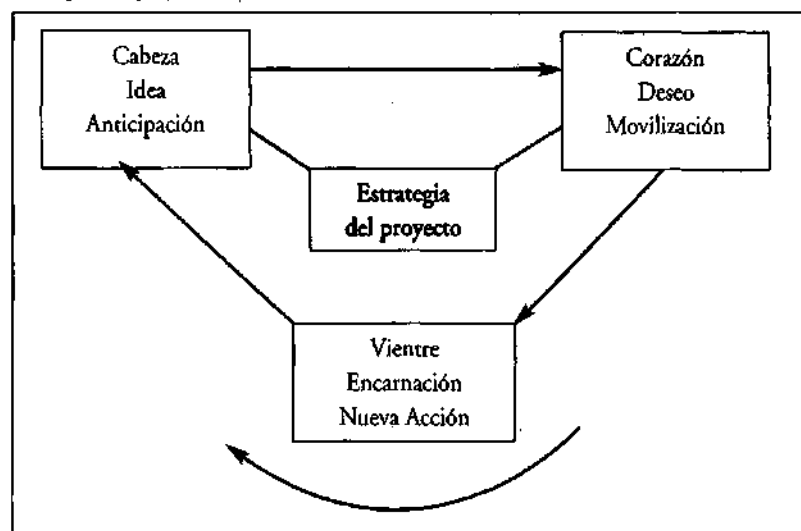 Cabeza
Idea
Anticipación
Corazón
Deseo
Movilización
Estrategia
del proyecto
Vientre
Encarnación
Nueva Acción